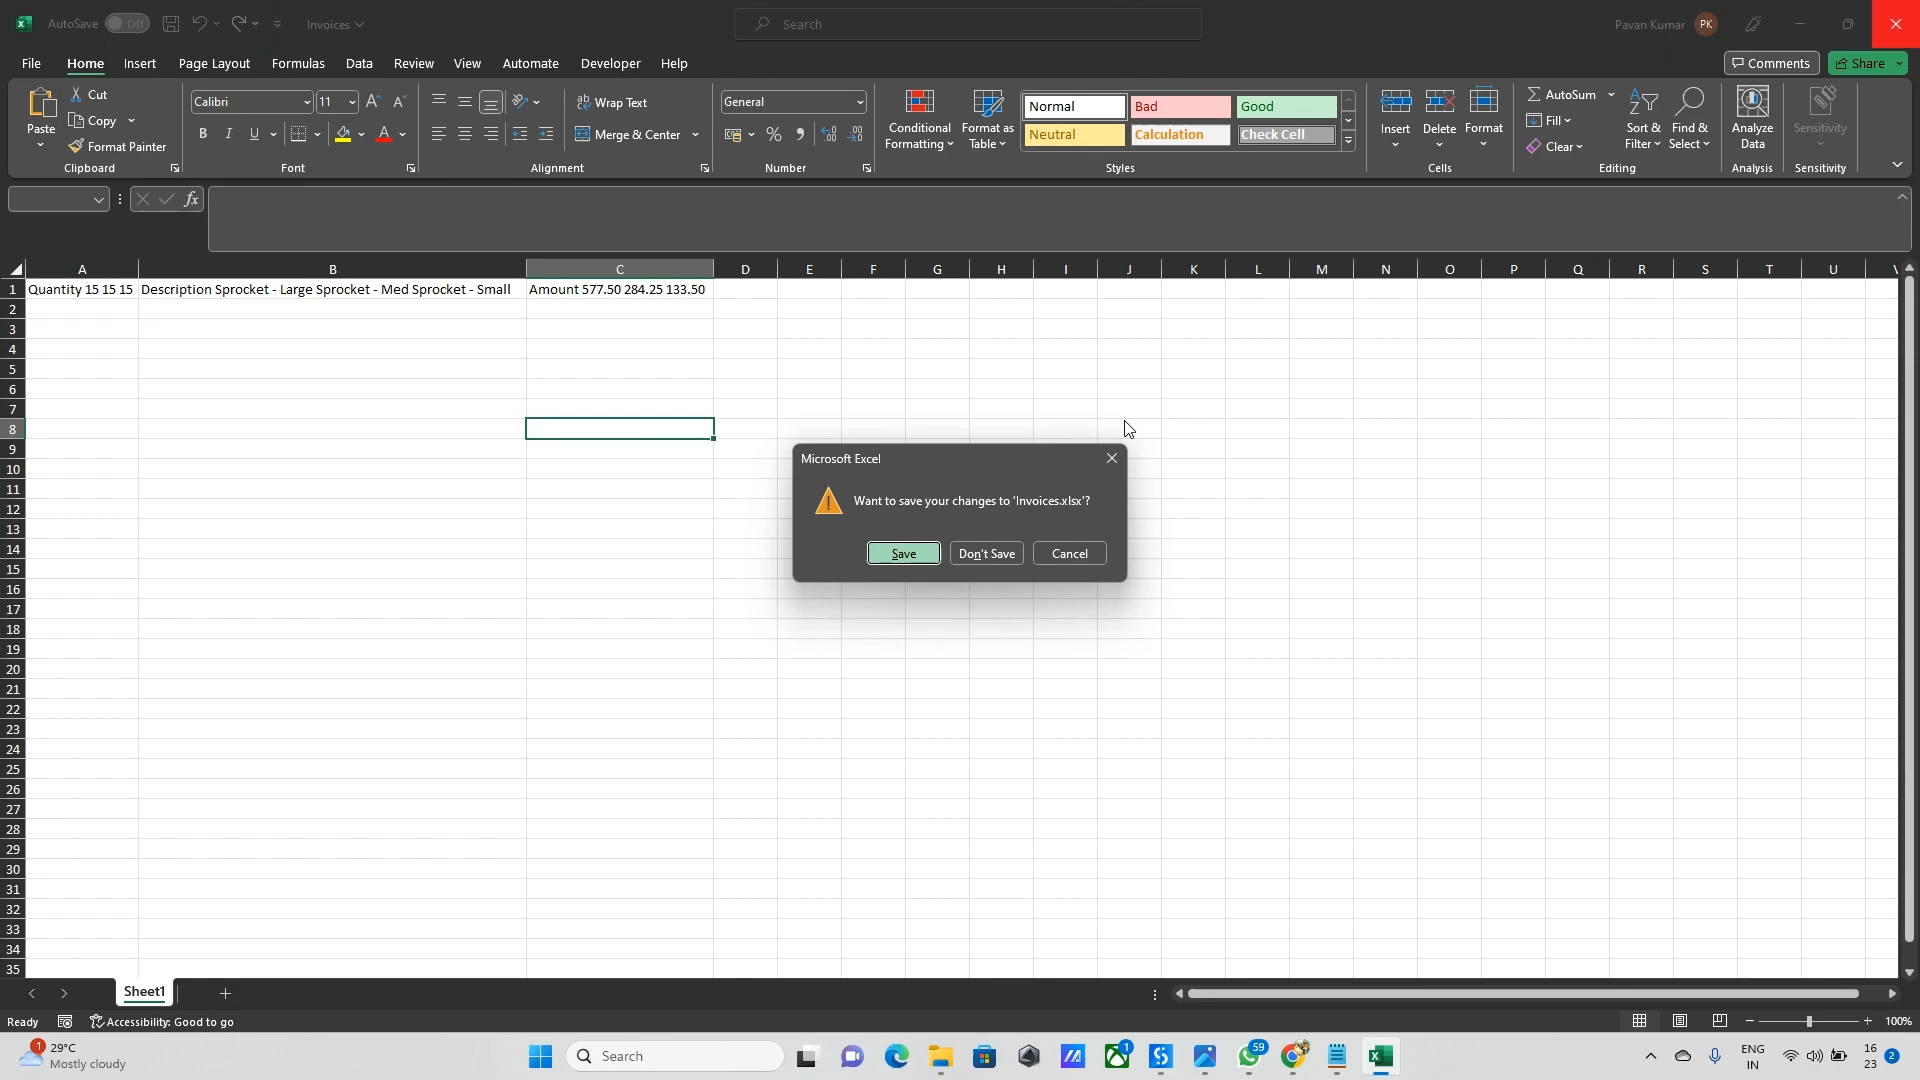 AutoSave Off Invoices Search Pavan Kumar PK
File Home Insert Page Layout Formulas Data Review View Automate Developer Help Comments Share
Paste
Cut
Copy
Format Painter
Clipboard
Calibri 11
B I U A
Font
Wrap Text
Merge & Center
Alignment
General
%
Number
Conditional Formatting
Format as Table
Normal Bad Good
Neutral Calculation Check Cell
Styles
Insert Delete Format
Cells
AutoSum
Fill
Clear
Sort & Filter
Find & Select
Editing
Analyze Data
Analysis
Sensitivity
Sensitivity
fx
A B C D E F G H I J K L M N O P Q R S T U V
1 Quantity 15 15 15 Description Sprocket - Large Sprocket - Med Sprocket - Small Amount 577.50 284.25 133.50
2
3
4
5
6
7
8
9
10
11
12
13
14
15
16
17
18
19
20
21
22
23
24
25
26
27
28
29
30
31
32
33
34
35
Microsoft Excel
Want to save your changes to 'Invoices.xlsx'?
Save Don't Save Cancel
Sheet1
Ready Accessibility: Good to go 100%
1 29°C
Mostly cloudy
Search
1
59
ENG
IN
16
23
2